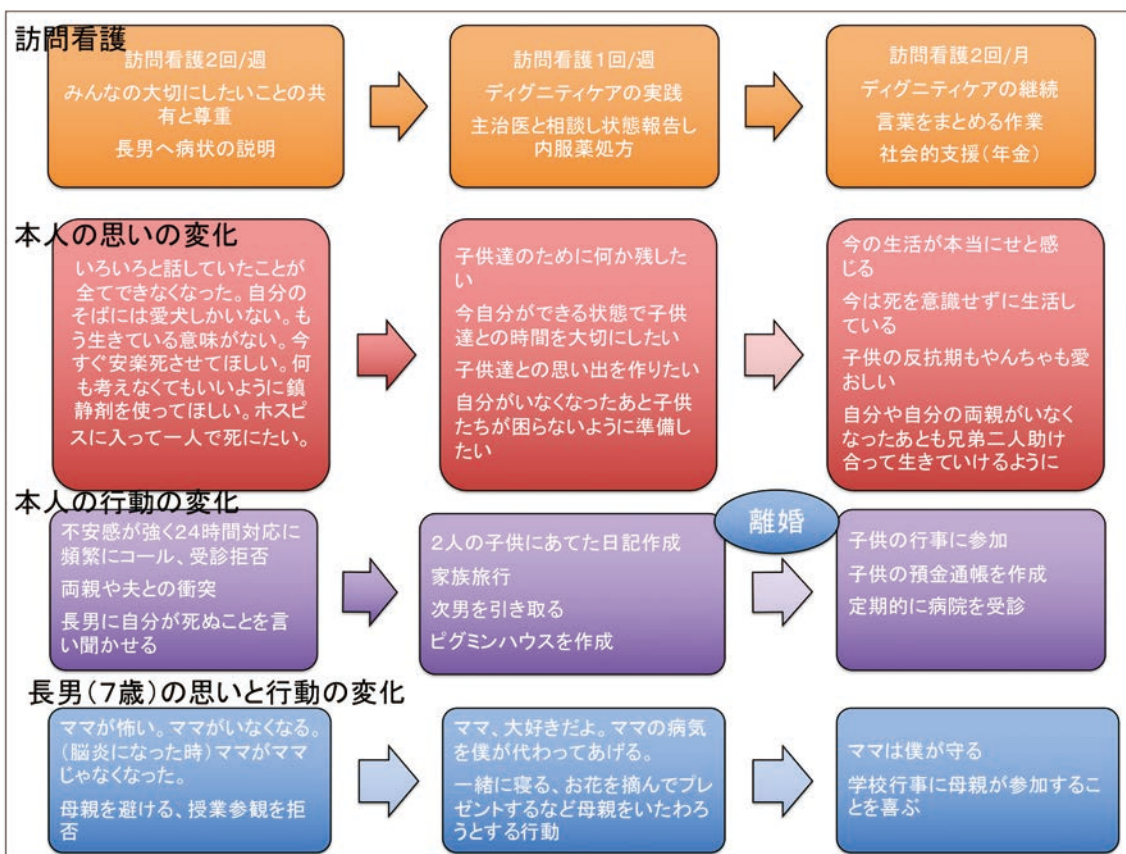 訪問看護
訪問看護2回/週
みんなの大切にしたいことの共
有と尊重
長男へ病状の説明
訪問看護1回/週
ディグニティケアの実践
主治医と相談し状態報告し
内服薬処方
訪問看護2回/月
ディグニティケアの継続
言葉をまとめる作業
社会的支援(年金)
本人の思いの変化
いろいろと話していたことが
全てできなくなった。自分の
そばには愛犬しかいない。も
う生きている意味がない。今
すぐ安楽死させてほしい。何
も考えなくてもいいように鎮
静剤を使ってほしい。ホスピ
スに入って一人で死にたい。
子供達のために何か残した
い
今自分ができる状態で子供
達との時間を大切にしたい
子供達との思い出を作りたい
自分がいなくなったあと子供
たちが困らないように準備し
たい
今の生活が本当にせと感
じる
今は死を意識せずに生活し
ている
子供の反抗期もやんちゃも愛
おしい
自分や自分の両親がいなく
なったあとも兄弟二人助け
合って生きていけるように
本人の行動の変化
不安感が強く24時間対応に
頻繁にコール、受診拒否
両親や夫との衝突
長男に自分が死ぬことを言
い聞かせる
2人の子供にあてた日記作成
家族旅行
次男を引き取る
ピグミンハウスを作成
離婚
子供の行事に参加
子供の預金通帳を作成
定期的に病院を受診
長男(7歳)の思いと行動の変化
ママが怖い。ママがいなくなる。
(脳炎になった時)ママがママ
じゃなくなった。
母親を避ける、授業参観を拒
否
ママ、大好きだよ。ママの病気
を僕が代わってあげる。
一緒に寝る、お花を摘んでプレ
ゼントするなど母親をいたわろ
うとする行動
ママは僕が守る
学校行事に母親が参加するこ
とを喜ぶ